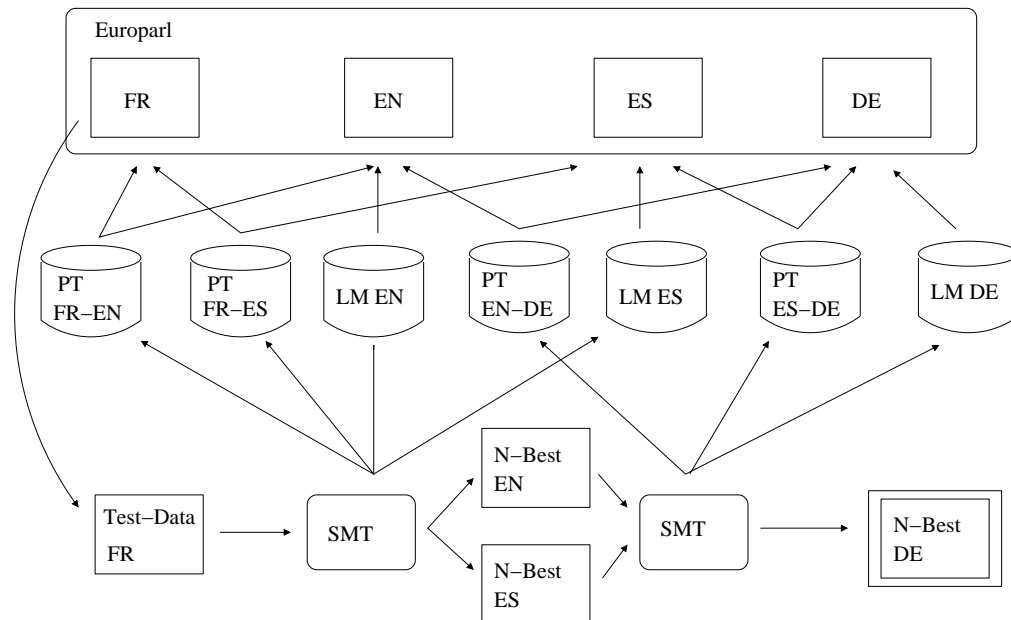 Europarl
FR
EN
ES
DE
PT
FR−EN
PT
FR−ES
LM EN
PT
EN−DE
LM ES
PT
ES−DE
LM DE
Test−Data
FR
SMT
N−Best
EN
N−Best
ES
SMT
N−Best
DE